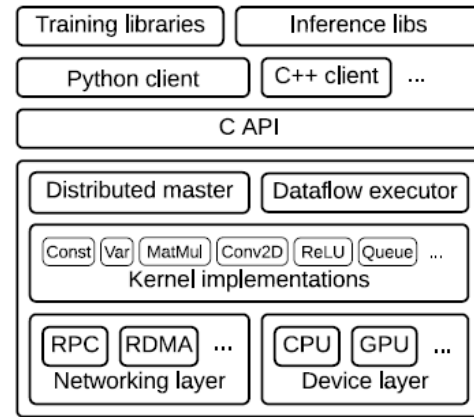 Training libraries Inference libs
Python client C++ client ...
C API
Distributed master Dataflow executor
Const Var MatMul Conv2D ReLU Queue ...
Kernel implementations
RPC RDMA ... CPU GPU ...
Networking layer Device layer